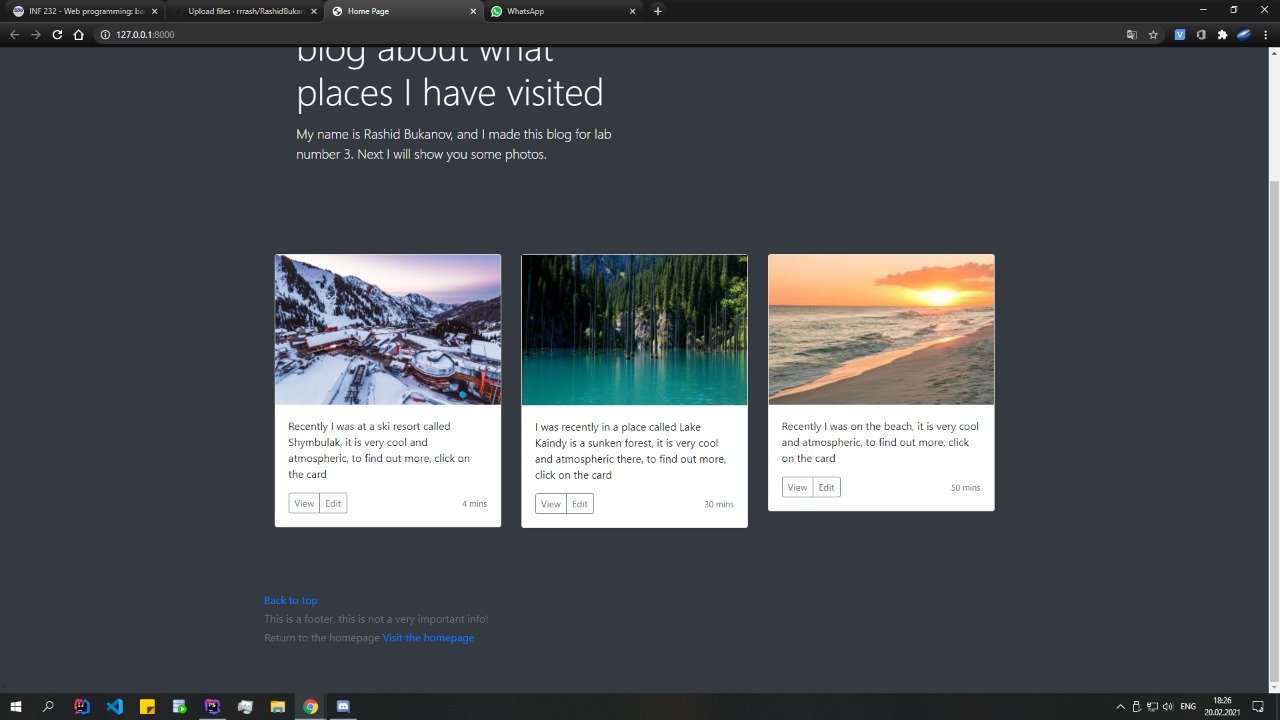 INF 232 - Web programming: ba
Upload files · rrrash/RashidBukan
Home Page
WhatsApp
127.0.0.1:8000
blog about what
places I have visited
My name is Rashid Bukanov, and I made this blog for lab
number 3. Next I will show you some photos.
Recently I was at a ski resort called
Shymbulak, it is very cool and
atmospheric, to find out more, click on
the card
View Edit 4 mins
I was recently in a place called Lake
Kaindy is a sunken forest, it is very cool
and atmospheric there, to find out more,
click on the card
View Edit 30 mins
Recently I was on the beach, it is very cool
and atmospheric, to find out more, click
on the card
View Edit 50 mins
Back to top
This is a footer, this is not a very important info!
Return to the homepage Visit the homepage
ENG
18:26
20.02.2021